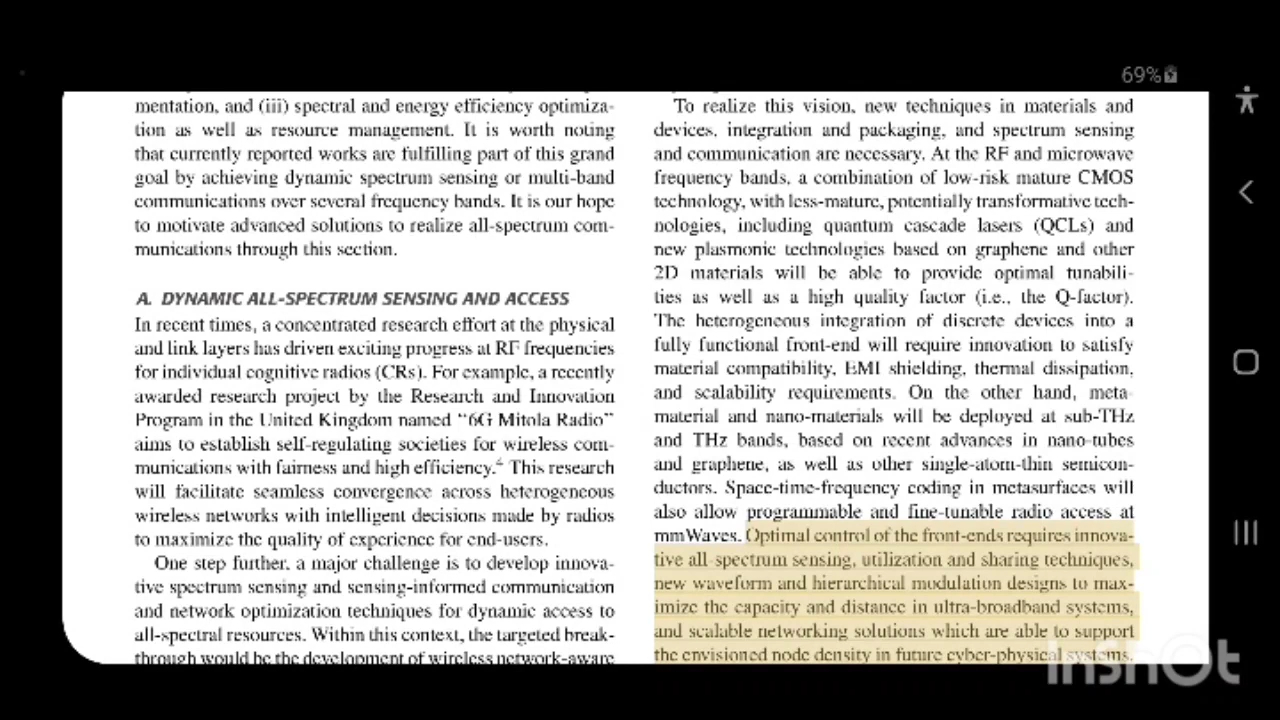 69%
mentation, and (iii) spectral and energy efficiency optimiza-
tion as well as resource management. It is worth noting
that currently reported works are fulfilling part of this grand
goal by achieving dynamic spectrum sensing or multi-band
communications over several frequency bands. It is our hope
to motivate advanced solutions to realize all-spectrum com-
munications through this section.
A. DYNAMIC ALL-SPECTRUM SENSING AND ACCESS
In recent times, a concentrated research effort at the physical
and link layers has driven exciting progress at RF frequencies
for individual cognitive radios (CRs). For example, a recently
awarded research project by the Research and Innovation
Program in the United Kingdom named “6G Mitola Radio”
aims to establish self-regulating societies for wireless com-
munications with fairness and high efficiency.4 This research
will facilitate seamless convergence across heterogeneous
wireless networks with intelligent decisions made by radios
to maximize the quality of experience for end-users.
One step further, a major challenge is to develop innova-
tive spectrum sensing and sensing-informed communication
and network optimization techniques for dynamic access to
all-spectral resources. Within this context, the targeted break-
through would be the development of wireless network-aware
To realize this vision, new techniques in materials and
devices, integration and packaging, and spectrum sensing
and communication are necessary. At the RF and microwave
frequency bands, a combination of low-risk mature CMOS
technology, with less-mature, potentially transformative tech-
nologies, including quantum cascade lasers (QCLs) and
new plasmonic technologies based on graphene and other
2D materials will be able to provide optimal tunabili-
ties as well as a high quality factor (i.e., the Q-factor).
The heterogeneous integration of discrete devices into a
fully functional front-end will require innovation to satisfy
material compatibility, EMI shielding, thermal dissipation,
and scalability requirements. On the other hand, meta-
material and nano-materials will be deployed at sub-THz
and THz bands, based on recent advances in nano-tubes
and graphene, as well as other single-atom-thin semicon-
ductors. Space-time-frequency coding in metasurfaces will
also allow programmable and fine-tunable radio access at
mmWaves. Optimal control of the front-ends requires innova-
tive all-spectrum sensing, utilization and sharing techniques,
new waveform and hierarchical modulation designs to max-
imize the capacity and distance in ultra-broadband systems,
and scalable networking solutions which are able to support
the envisioned node density in future cyber-physical systems.
InShOt